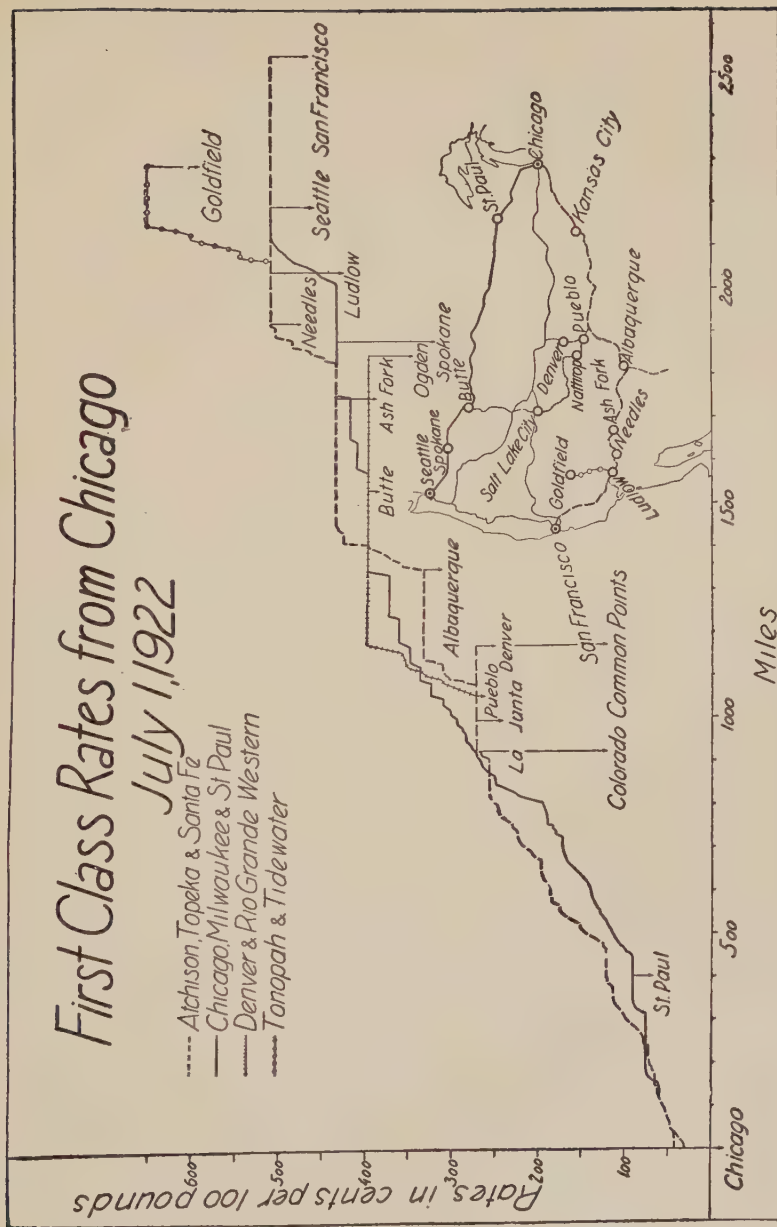 First Class Rates from Chicago
July 1, 1922
Atchison, Topeka & Santa Fe
Chicago, Milwaukee & St Paul
Denver & Rio Grande Western
Tonopah & Tidewater
Rates, in cents per 100 pounds
600
500
400
300
200
100
Goldfield
Seattle
San Francisco
Needles
Ludlow
Butte
Ash Fork
Ogden
Spokane
Albaquerque
La Junta
Pueblo
Denver
Colorado Common Points
St. Paul
Seattle
Spokane
Butte
St. Paul
Chicago
Salt Lake City
Denver
Nathrop
Pueblo
Kansas City
Goldfield
San Francisco
Ludlow
Needles
Ash Fork
Albaquerque
Chicago
500
1000
1500
2000
2500
Miles